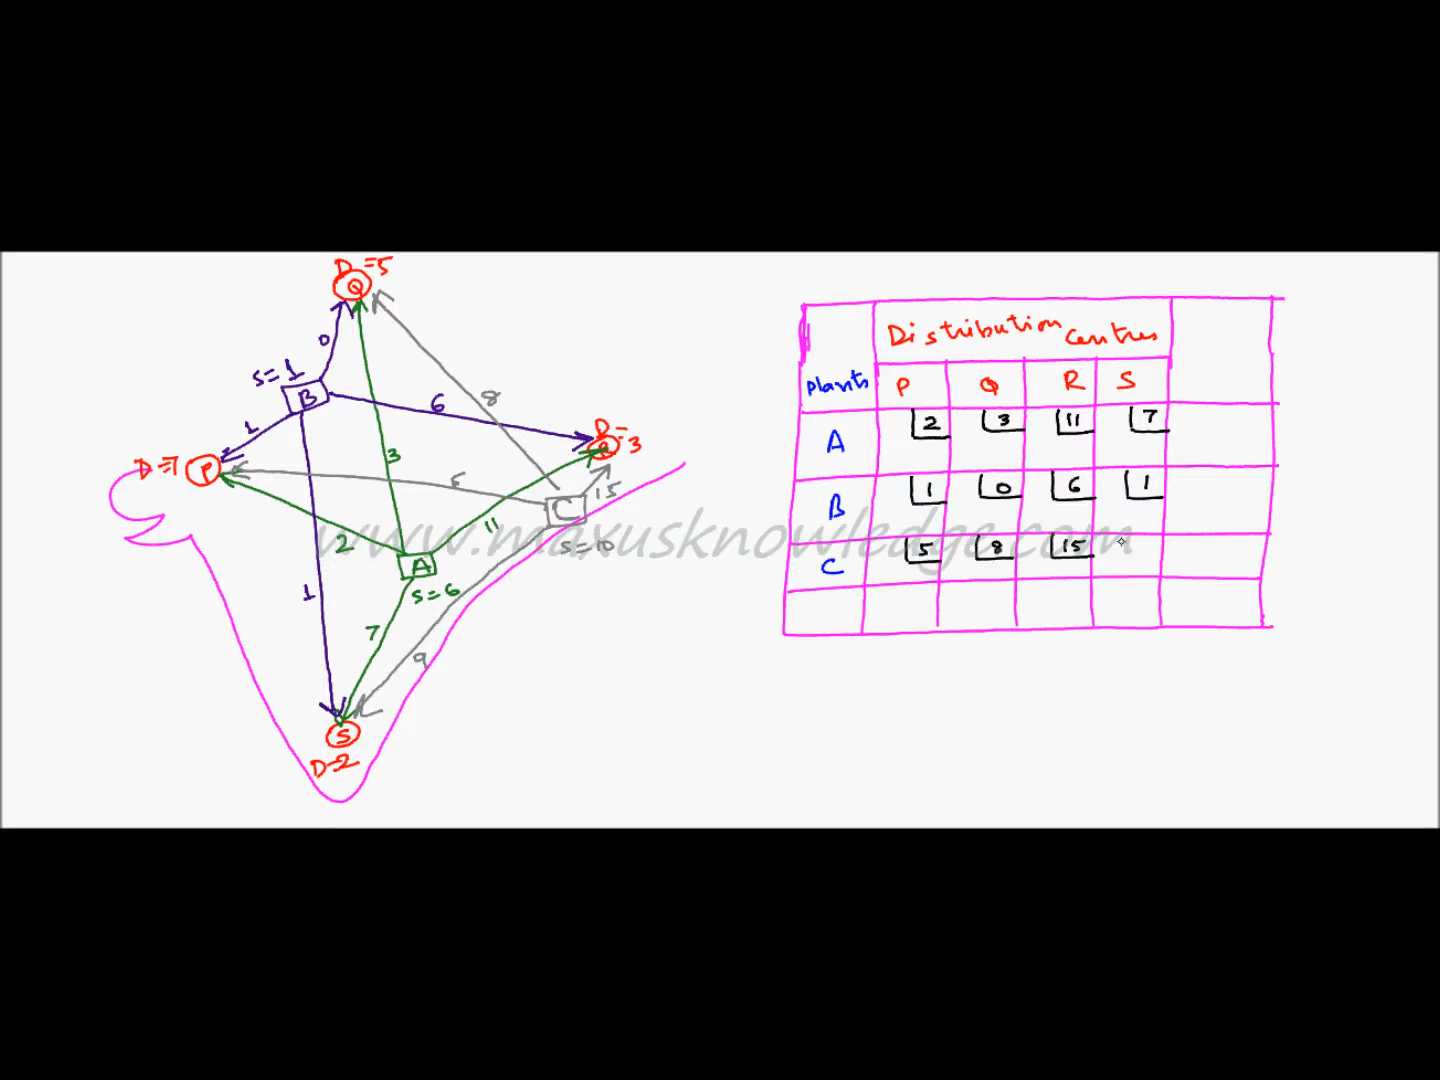 D=5
Q
0
S=1
B
8
6
1
D=3
R
D=7
P
3
5
15
C
11
2
S=10
A
1
S=6
7
9
S
D=2
Distribution centres
Plants P Q R S
A 2 3 11 7
B 1 0 6 1
C 5 8 15
www.maxusknowledge.com